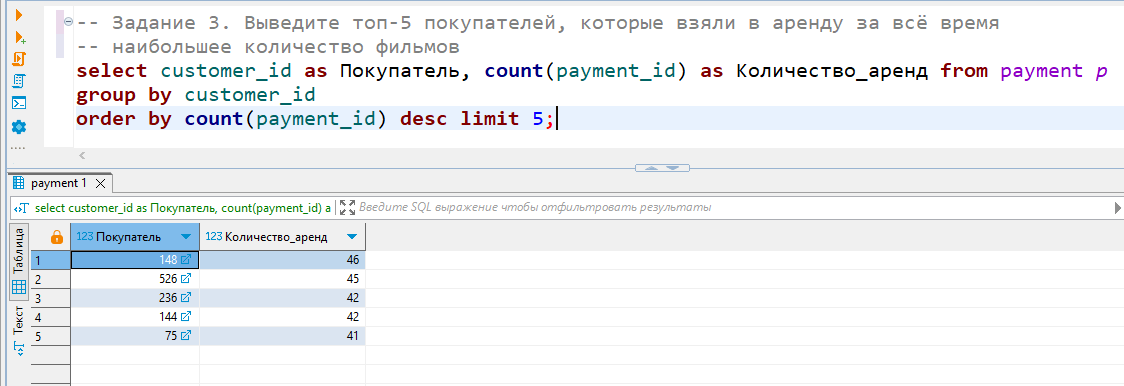 -- Задание 3. Выведите топ-5 покупателей, которые взяли в аренду за всё время
-- наибольшее количество фильмов
select customer_id as Покупатель, count(payment_id) as Количество_аренд from payment p
group by customer_id
order by count(payment_id) desc limit 5;
payment 1
select customer_id as Покупатель, count(payment_id) a
Введите SQL выражение чтобы отфильтровать результаты
Таблица
Текст
123 Покупатель 123 Количество_аренд
1 148 46
2 526 45
3 236 42
4 144 42
5 75 41